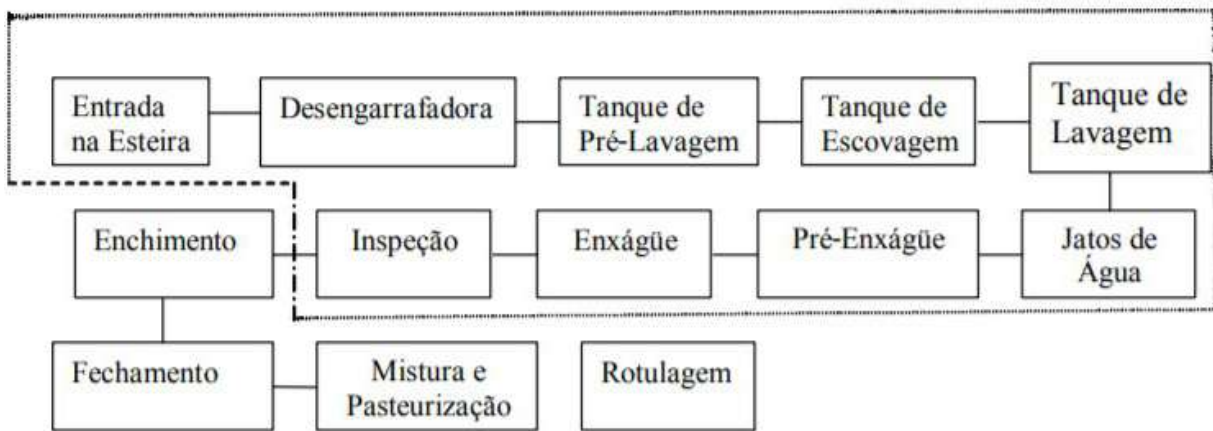 Entrada
na Esteira
Desengarrafadora
Tanque de
Pré-Lavagem
Tanque de
Escovagem
Tanque de
Lavagem
Enchimento
Inspeção
Enxágüe
Pré-Enxágüe
Jatos de
Água
Fechamento
Mistura e
Pasteurização
Rotulagem